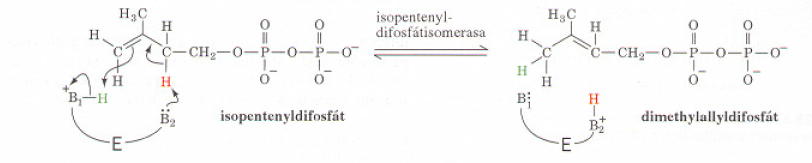 H₃C
H
H
O
O
C
C
C—CH₂—O—P—O—P—O⁻
H
H
O⁻
O⁻
⁺B₁—H
B₂
E
isopentenyldifosfát
isopentenyl-
difosfátisomerasa
H₃C
H
H
O
O
H—C
C
C—CH₂—O—P—O—P—O⁻
H
H
O⁻
O⁻
B₁
H
B₂⁺
E
dimethylallyldifosfát